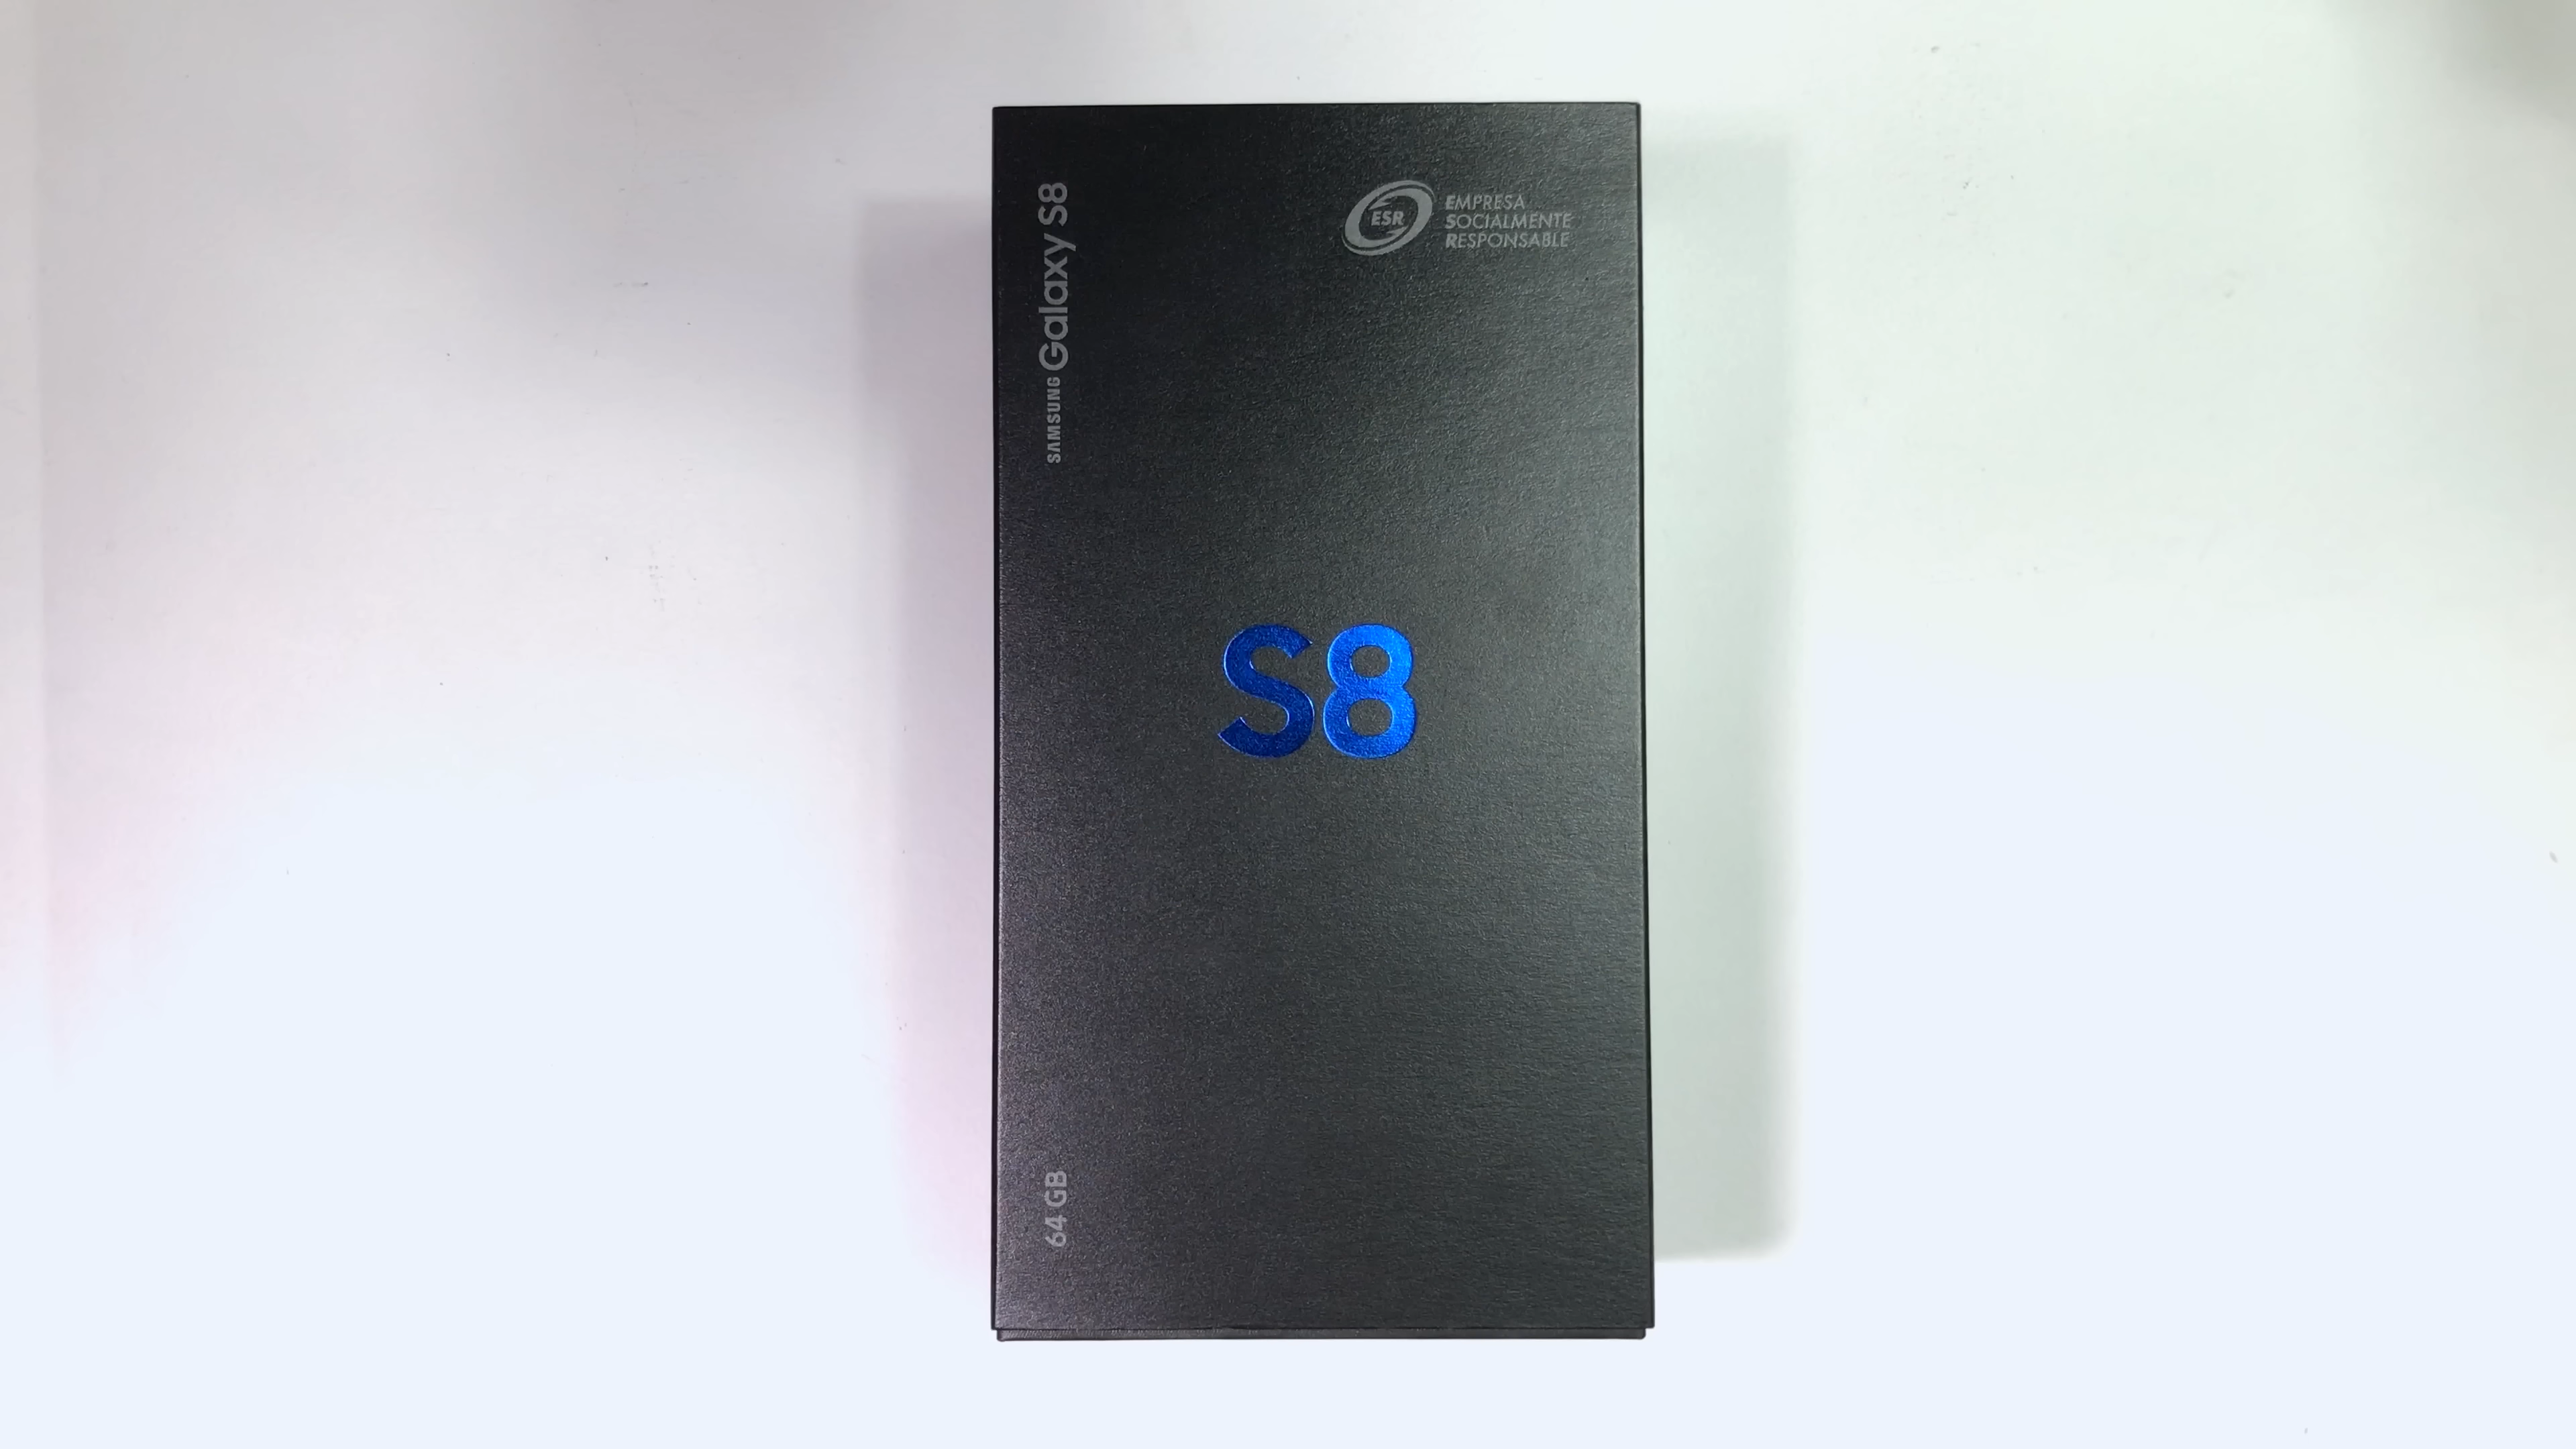 SAMSUNG Galaxy S8
ESR
EMPRESA
SOCIALMENTE
RESPONSABLE
S8
64 GB